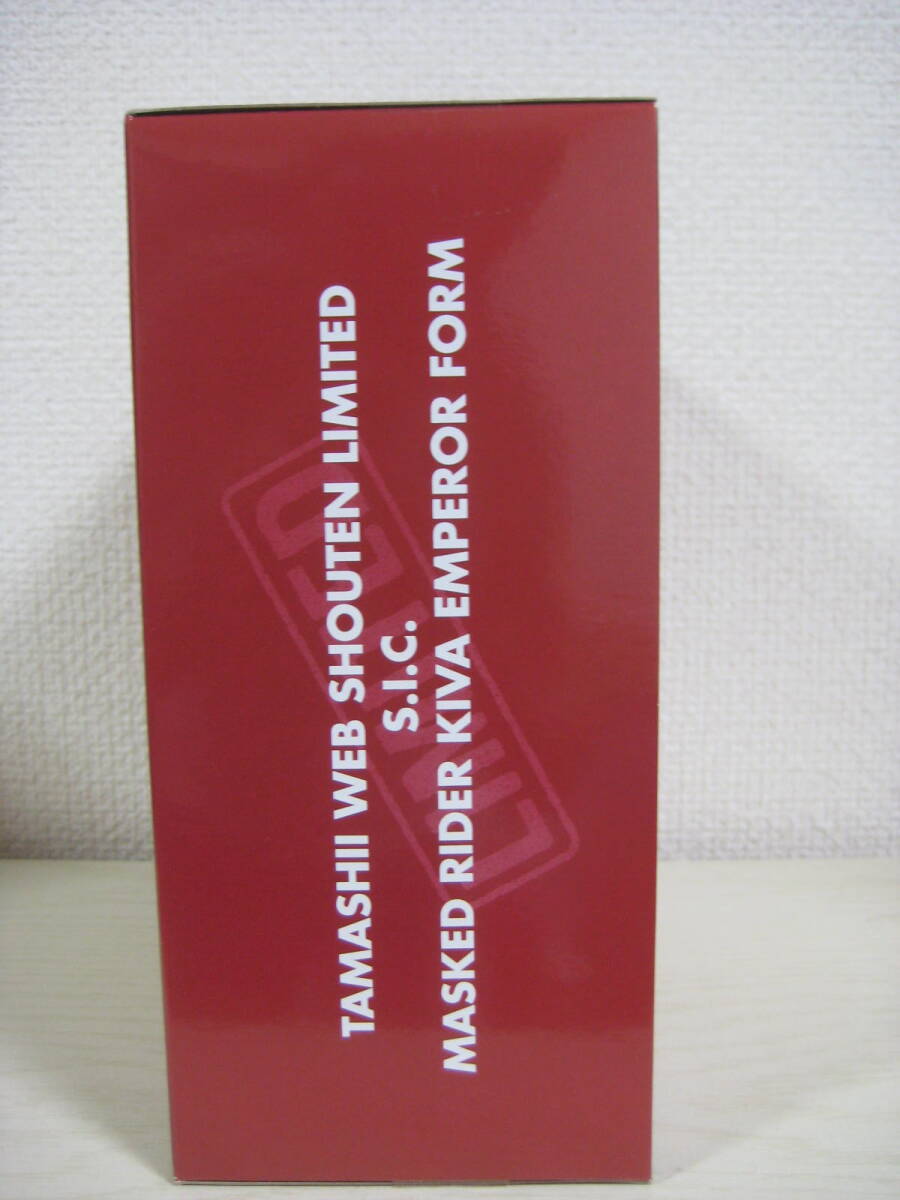 TAMASHII WEB SHOUTEN LIMITED
S.I.C.
MASKED RIDER KIVA EMPEROR FORM
LIMITED